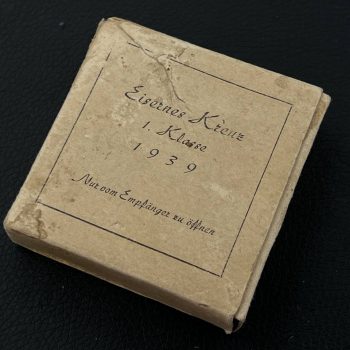 Eisernes Kreuz
1. Klasse
1939
Nur vom Empfänger zu öffnen